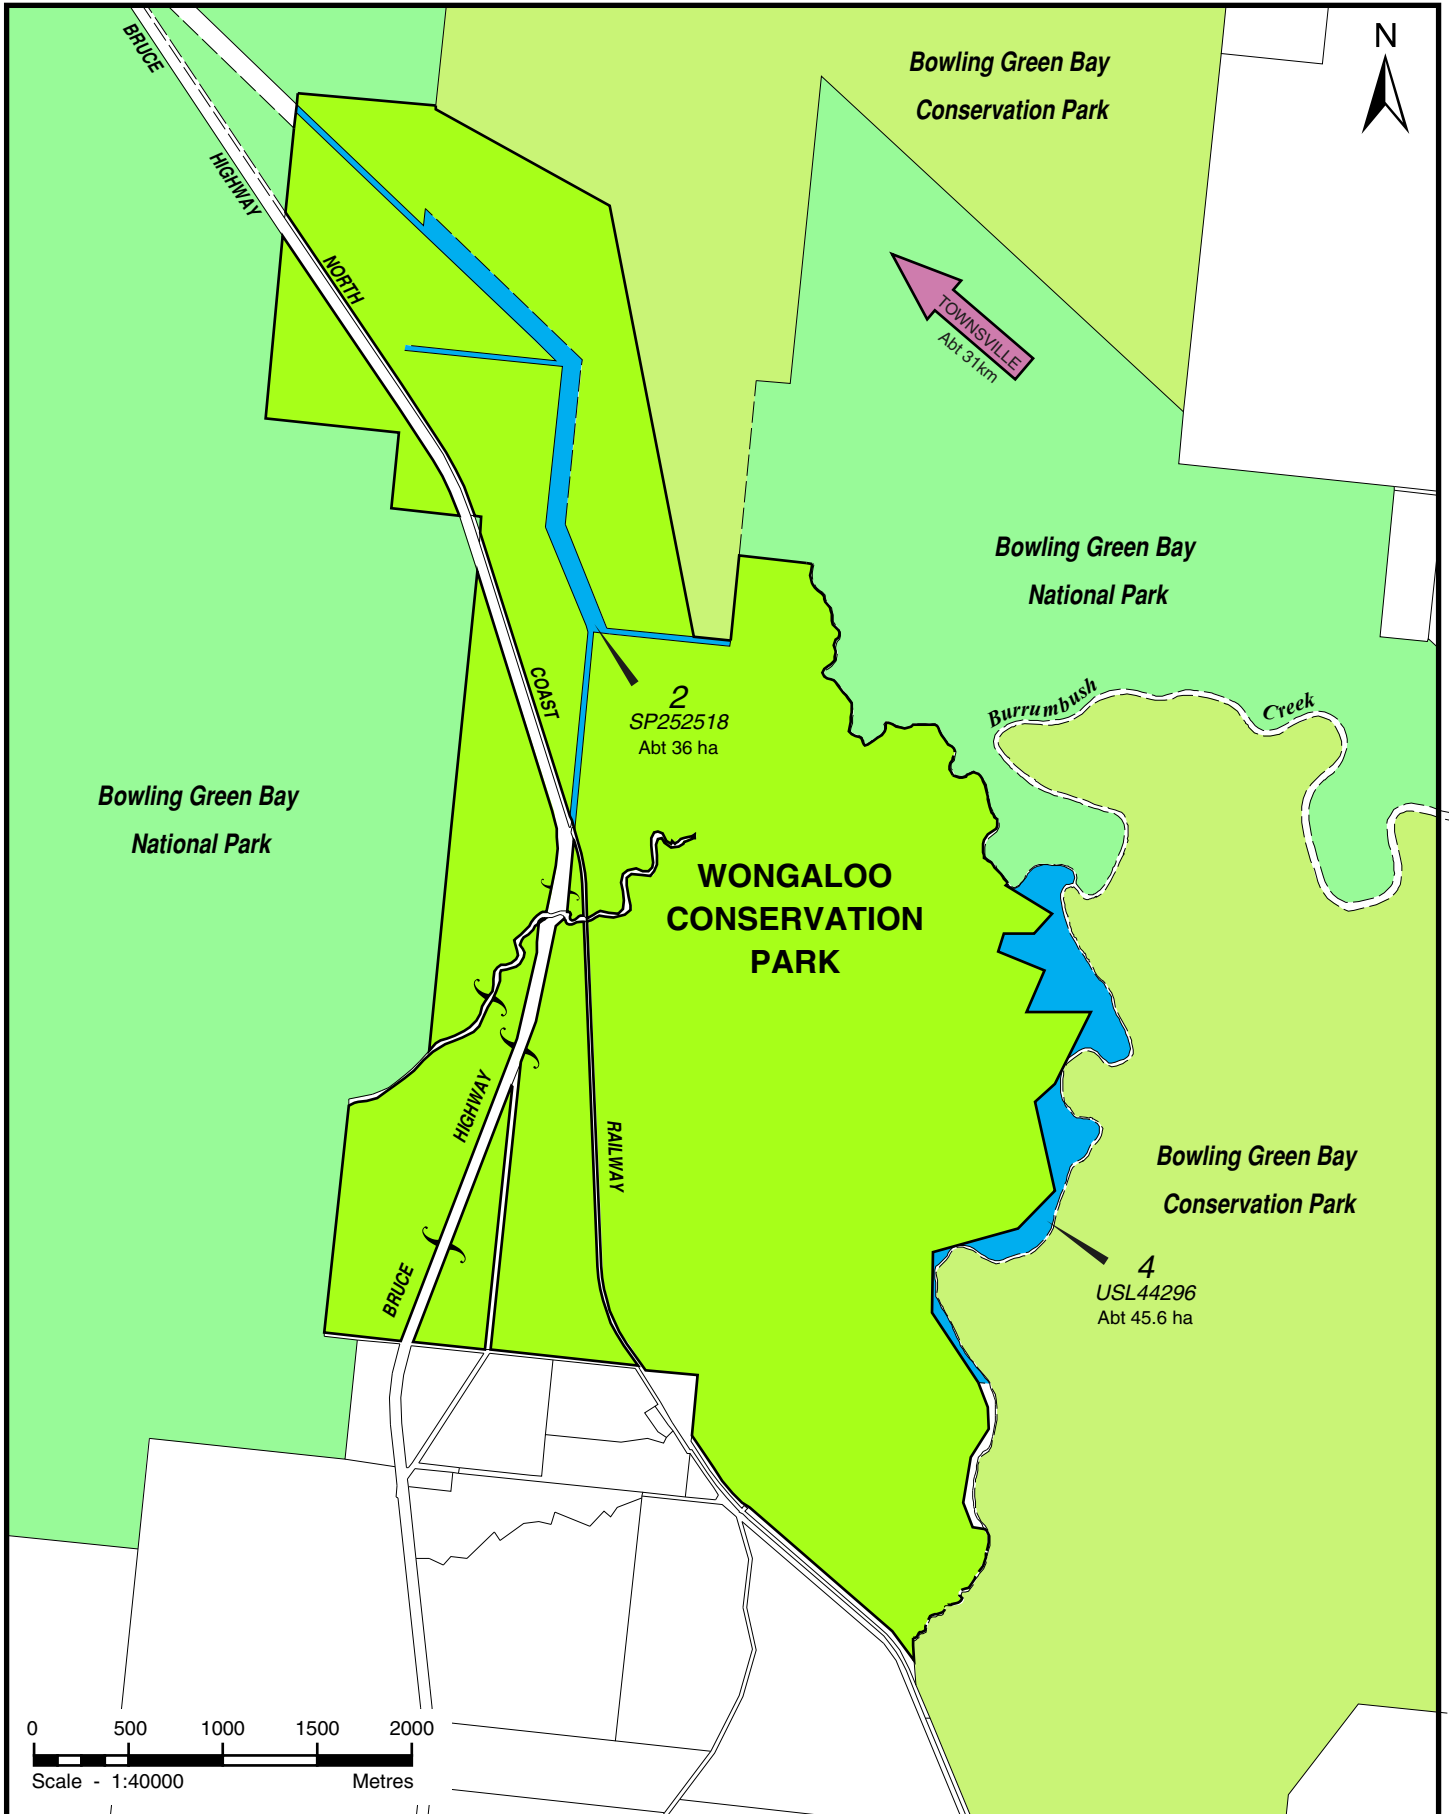 BRUCE
HIGHWAY
Bowling Green Bay
Conservation Park
N
NORTH
TOWNSVILLE
Abt 31km
Bowling Green Bay
National Park
COAST
2
SP252518
Abt 36 ha
Burrumbush
Creek
Bowling Green Bay
National Park
WONGALOO
CONSERVATION
PARK
HIGHWAY
RAILWAY
Bowling Green Bay
Conservation Park
BRUCE
4
USL44296
Abt 45.6 ha
0 500 1000 1500 2000
Scale - 1:40000 Metres